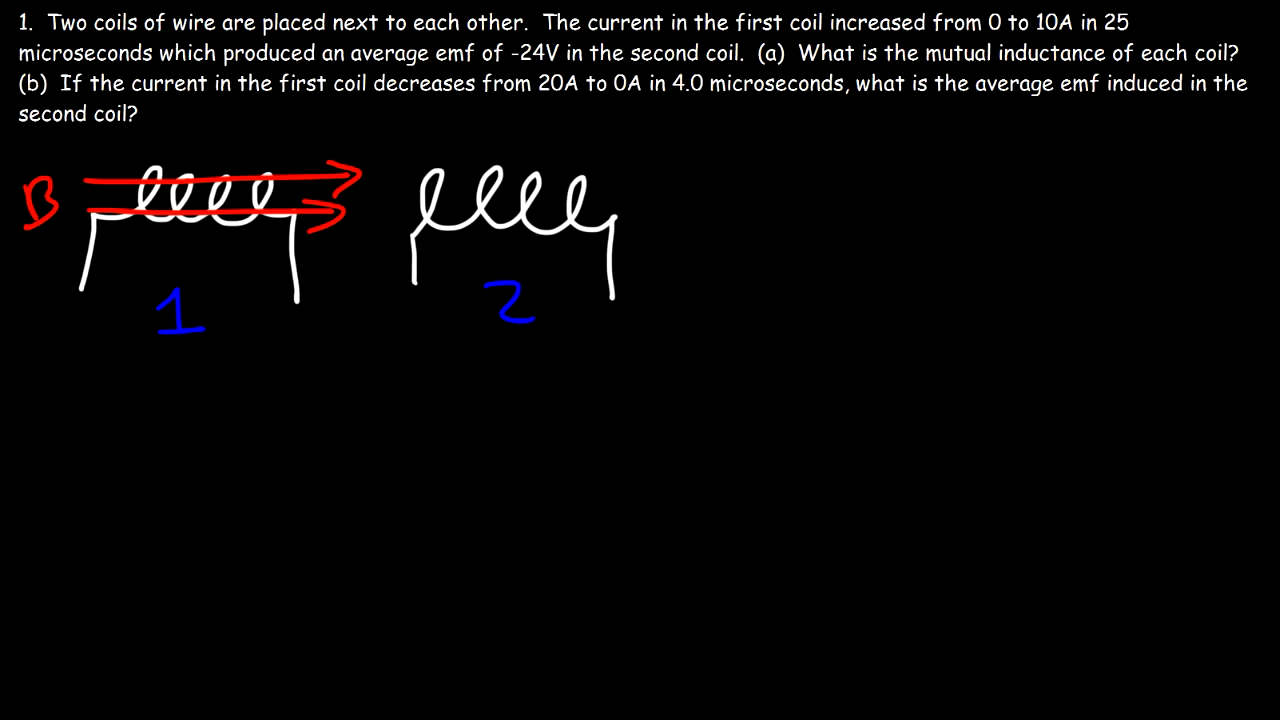 1. Two coils of wire are placed next to each other. The current in the first coil increased from 0 to 10A in 25
microseconds which produced an average emf of -24V in the second coil. (a) What is the mutual inductance of each coil?
(b) If the current in the first coil decreases from 20A to 0A in 4.0 microseconds, what is the average emf induced in the
second coil?
B
1 2